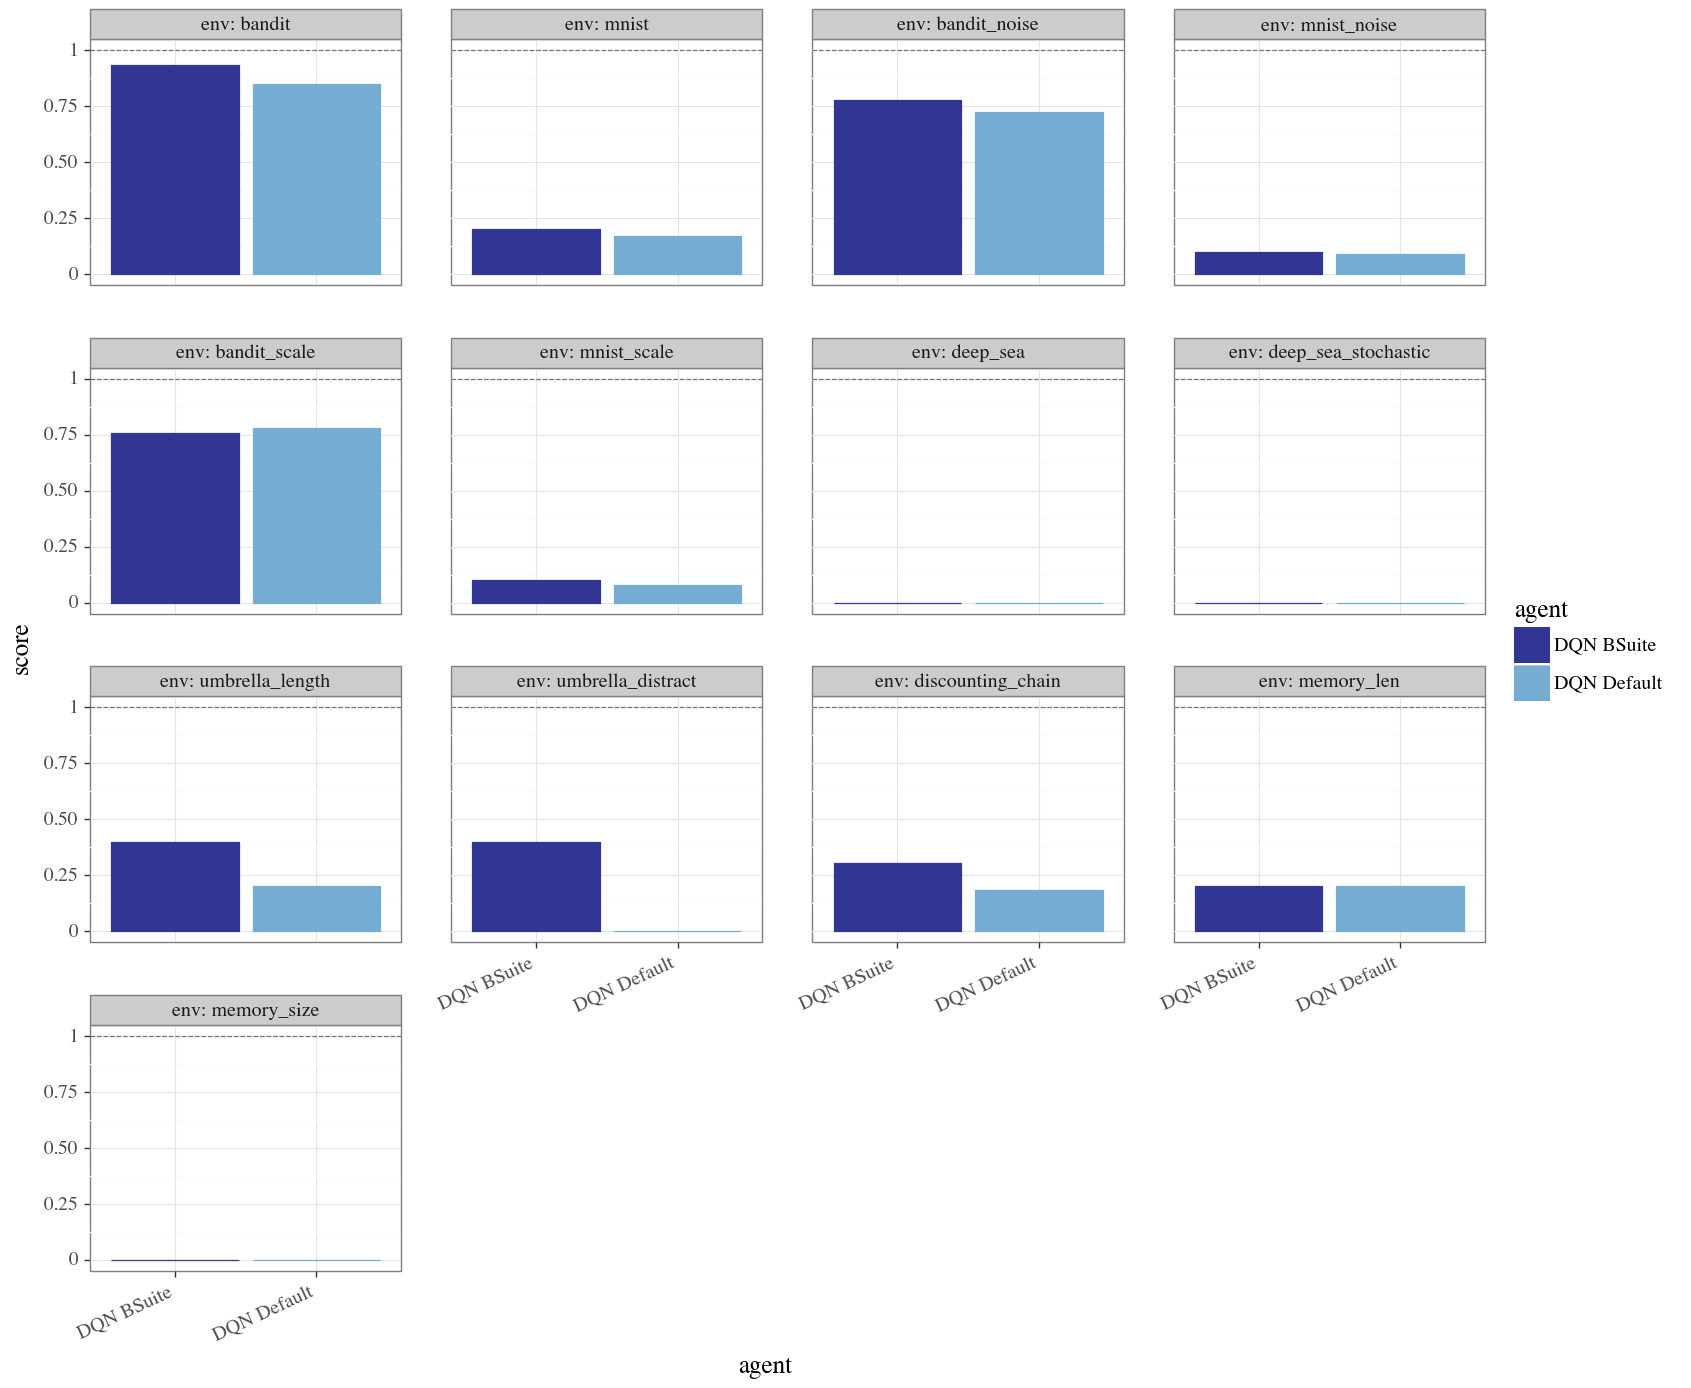 env: bandit
env: mnist
env: bandit_noise
env: mnist_noise
1
0.75
0.50
0.25
0
env: bandit_scale
env: mnist_scale
env: deep_sea
env: deep_sea_stochastic
1
0.75
0.50
0.25
0
score
agent
DQN BSuite
DQN Default
env: umbrella_length
env: umbrella_distract
env: discounting_chain
env: memory_len
1
0.75
0.50
0.25
0
DQN BSuite
DQN Default
DQN BSuite
DQN Default
DQN BSuite
DQN Default
env: memory_size
1
0.75
0.50
0.25
0
DQN BSuite
DQN Default
agent